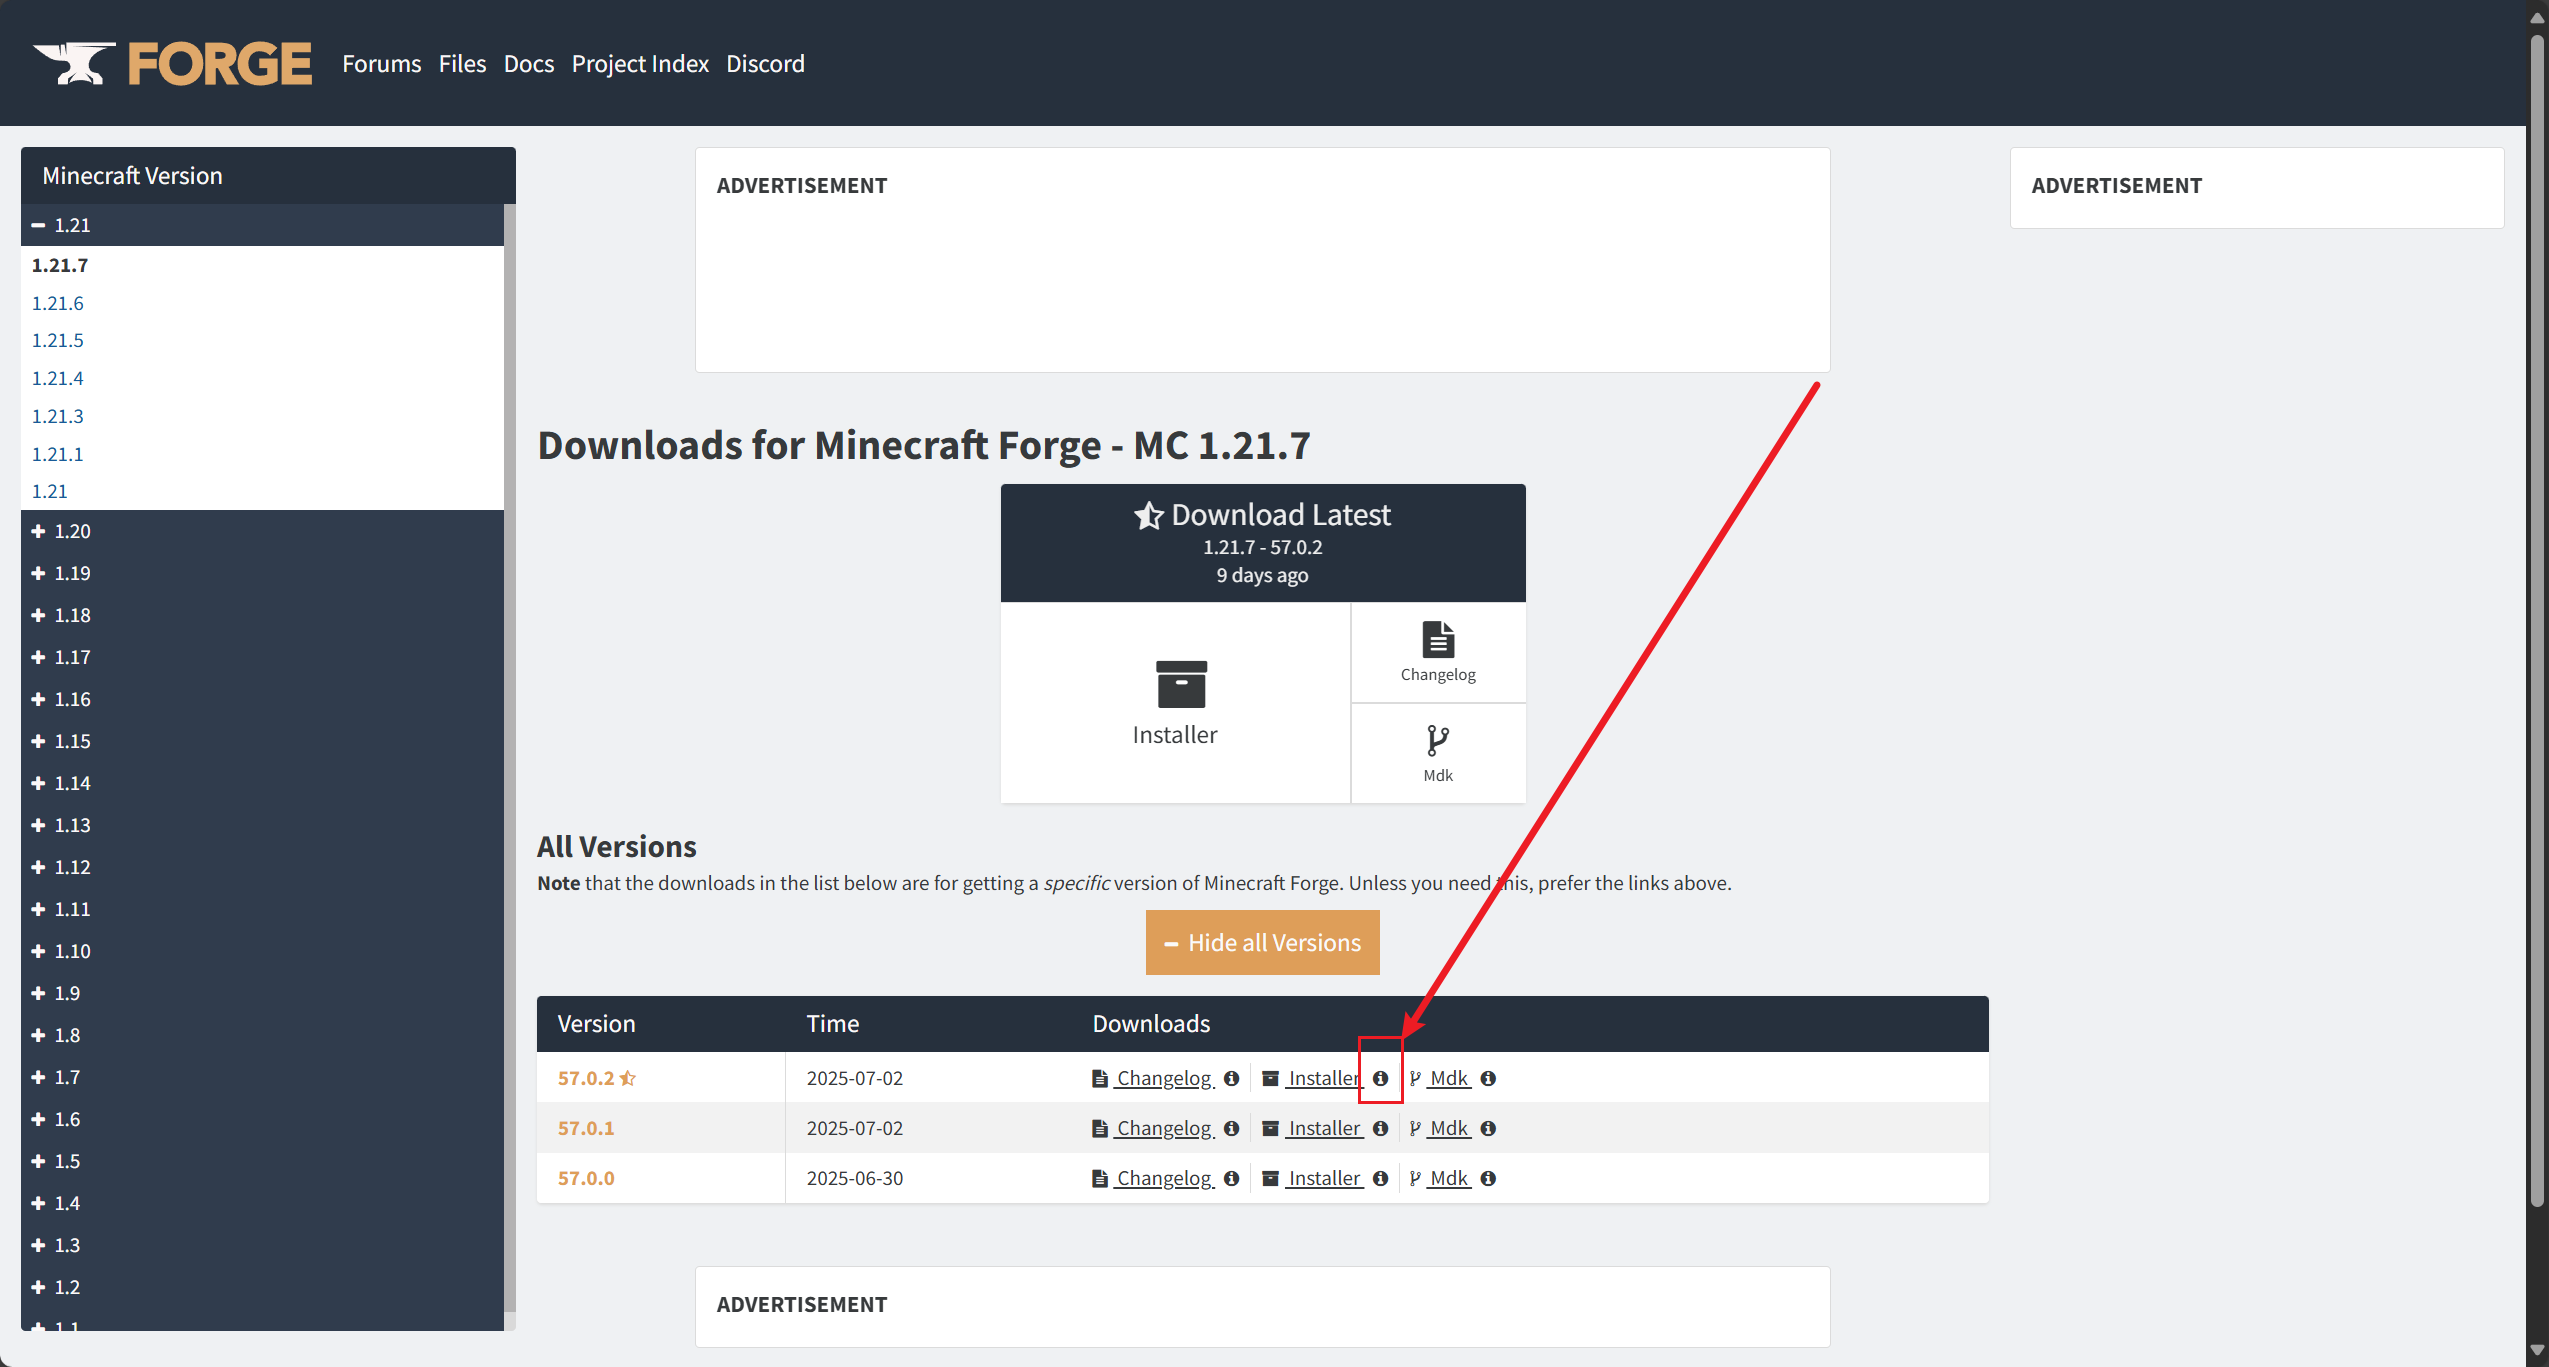 FORGE
Forums Files Docs Project Index Discord
Minecraft Version
1.21
1.21.7
1.21.6
1.21.5
1.21.4
1.21.3
1.21.1
1.21
1.20
1.19
1.18
1.17
1.16
1.15
1.14
1.13
1.12
1.11
1.10
1.9
1.8
1.7
1.6
1.5
1.4
1.3
1.2
1.1
ADVERTISEMENT
Downloads for Minecraft Forge - MC 1.21.7
Download Latest
1.21.7 - 57.0.2
9 days ago
Installer
Changelog
Mdk
All Versions
Note that the downloads in the list below are for getting a specific version of Minecraft Forge. Unless you need this, prefer the links above.
Hide all Versions
Version Time Downloads
57.0.2 2025-07-02 Changelog Installer Mdk
57.0.1 2025-07-02 Changelog Installer Mdk
57.0.0 2025-06-30 Changelog Installer Mdk
ADVERTISEMENT
ADVERTISEMENT